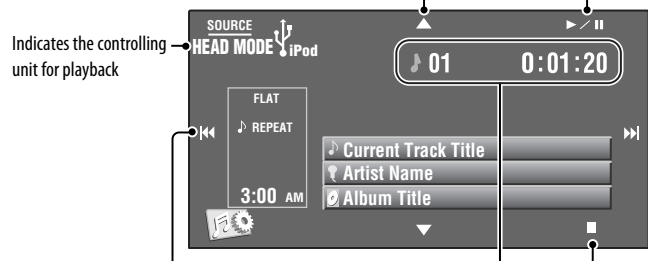 Indicates the controlling
unit for playback
SOURCE
HEAD MODE iPod
01 0:01:20
FLAT
REPEAT
3:00 AM
Current Track Title
Artist Name
Album Title